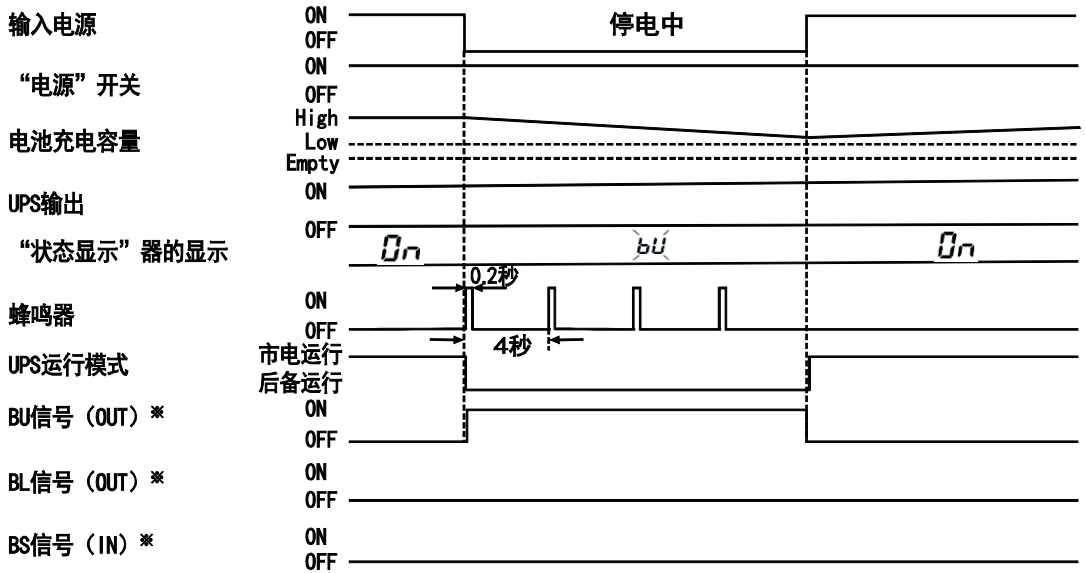 输入电源 ON 停电中
OFF
“电源”开关 ON
OFF
电池充电容量 High
Low
Empty
UPS输出 ON
OFF
“状态显示”器的显示 On bU On
0.2秒
蜂鸣器 ON
OFF
4秒
UPS运行模式 市电运行
后备运行
BU信号（OUT）※ ON
OFF
BL信号（OUT）※ ON
OFF
BS信号（IN）※ ON
OFF